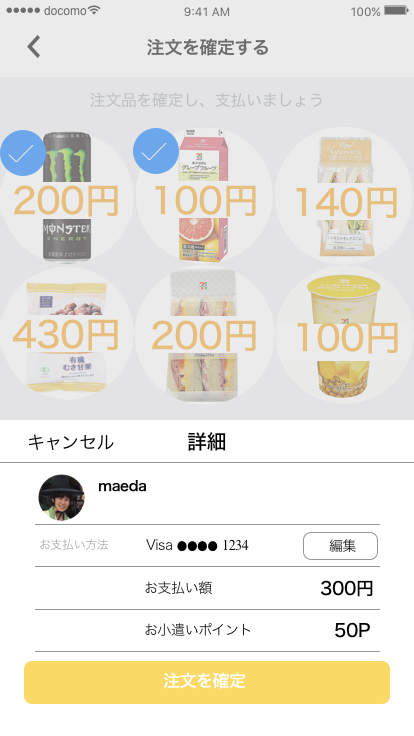 docomo 9:41 AM 100%
注文を確定する
注文品を確定し、支払いましょう
200円 100円 140円
MONSTER
ENERGY
グレープフルーツ
430円 200円 100円
有機
むき甘栗
キャンセル 詳細
maeda
お支払い方法 Visa ●●●● 1234 編集
お支払い額 300円
お小遣いポイント 50P
注文を確定